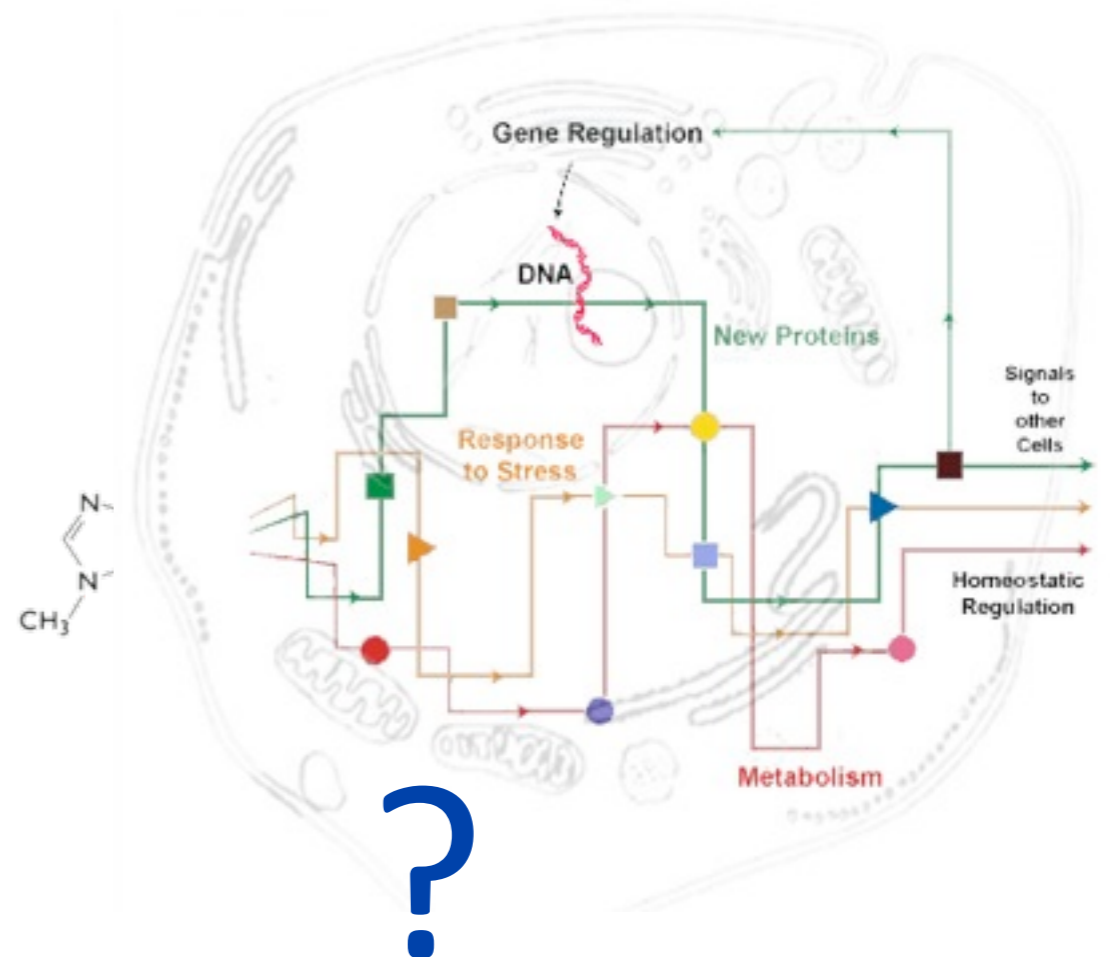 Gene Regulation
DNA
New Proteins
Signals
to
other
Cells
Response
to Stress
N
N
CH3
Homeostatic
Regulation
Metabolism
?